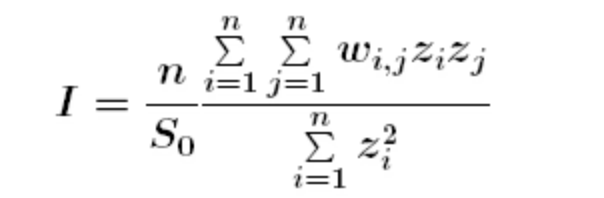 I = \frac{n}{S_0} \frac{\sum_{i=1}^{n} \sum_{j=1}^{n} w_{i,j} z_i z_j}{\sum_{i=1}^{n} z_i^2}